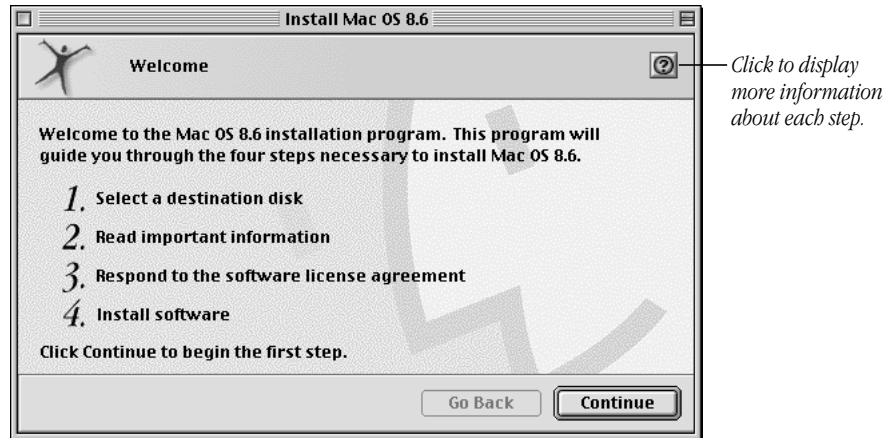 Install Mac OS 8.6
Welcome
Click to display
more information
about each step.
Welcome to the Mac OS 8.6 installation program. This program will
guide you through the four steps necessary to install Mac OS 8.6.
1. Select a destination disk
2. Read important information
3. Respond to the software license agreement
4. Install software
Click Continue to begin the first step.
Go Back
Continue